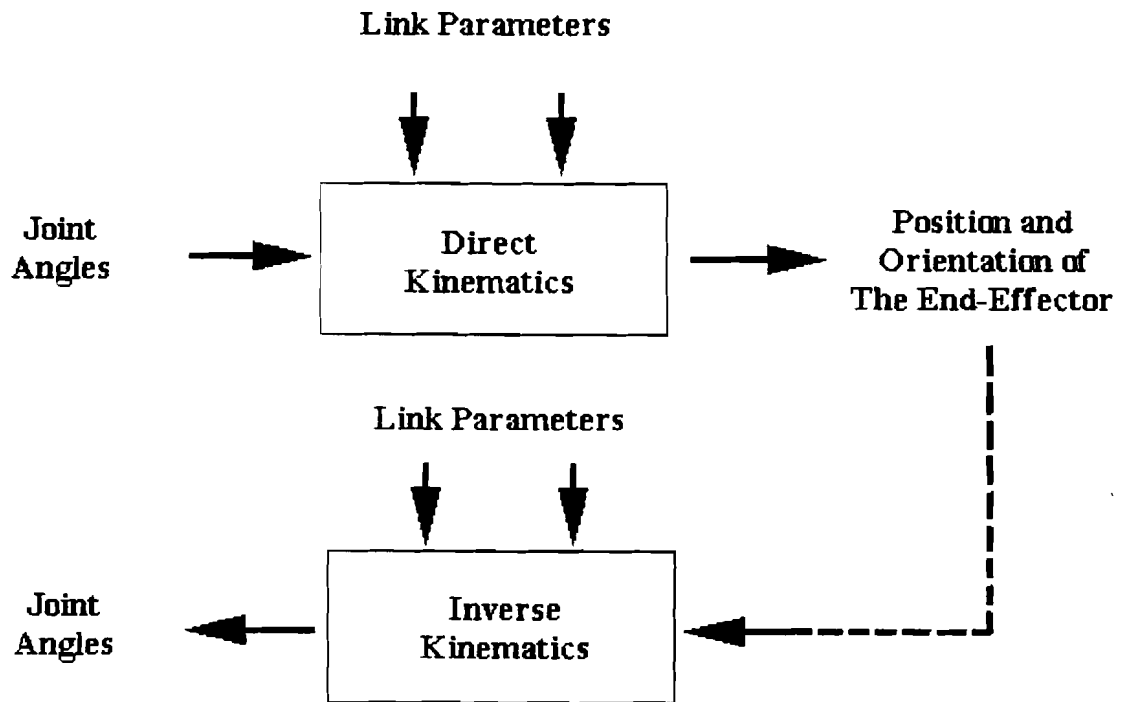 Link Parameters
Joint
Angles
Direct
Kinematics
Position and
Orientation of
The End-Effector
Link Parameters
Joint
Angles
Inverse
Kinematics